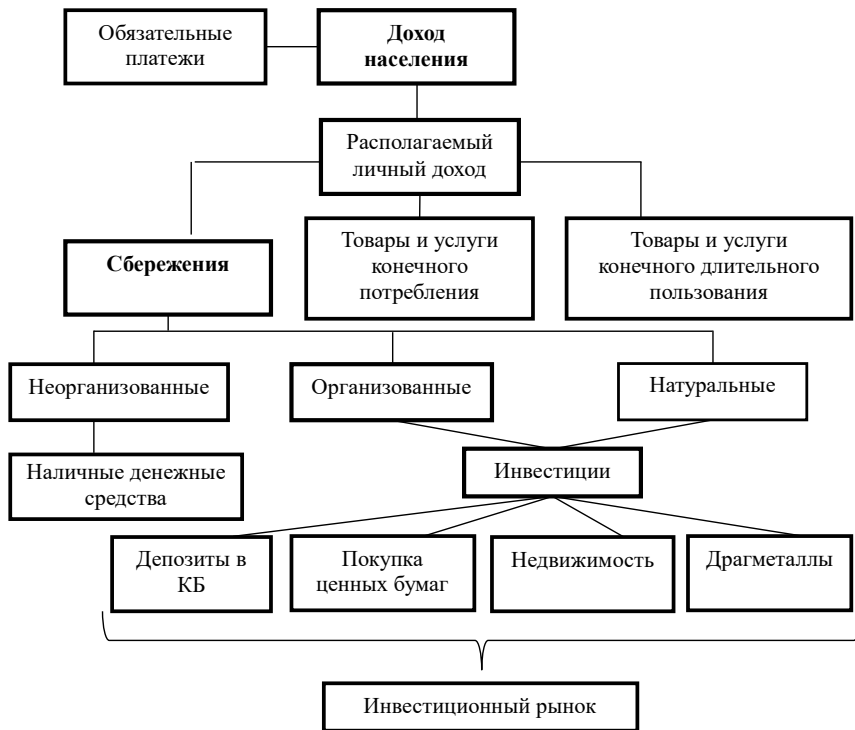 Обязательные
платежи
Доход
населения
Располагаемый
личный доход
Сбережения
Товары и услуги
конечного
потребления
Товары и услуги
конечного длительного
пользования
Неорганизованные
Организованные
Натуральные
Наличные денежные
средства
Инвестиции
Депозиты в
КБ
Покупка
ценных бумаг
Недвижимость
Драгметаллы
Инвестиционный рынок